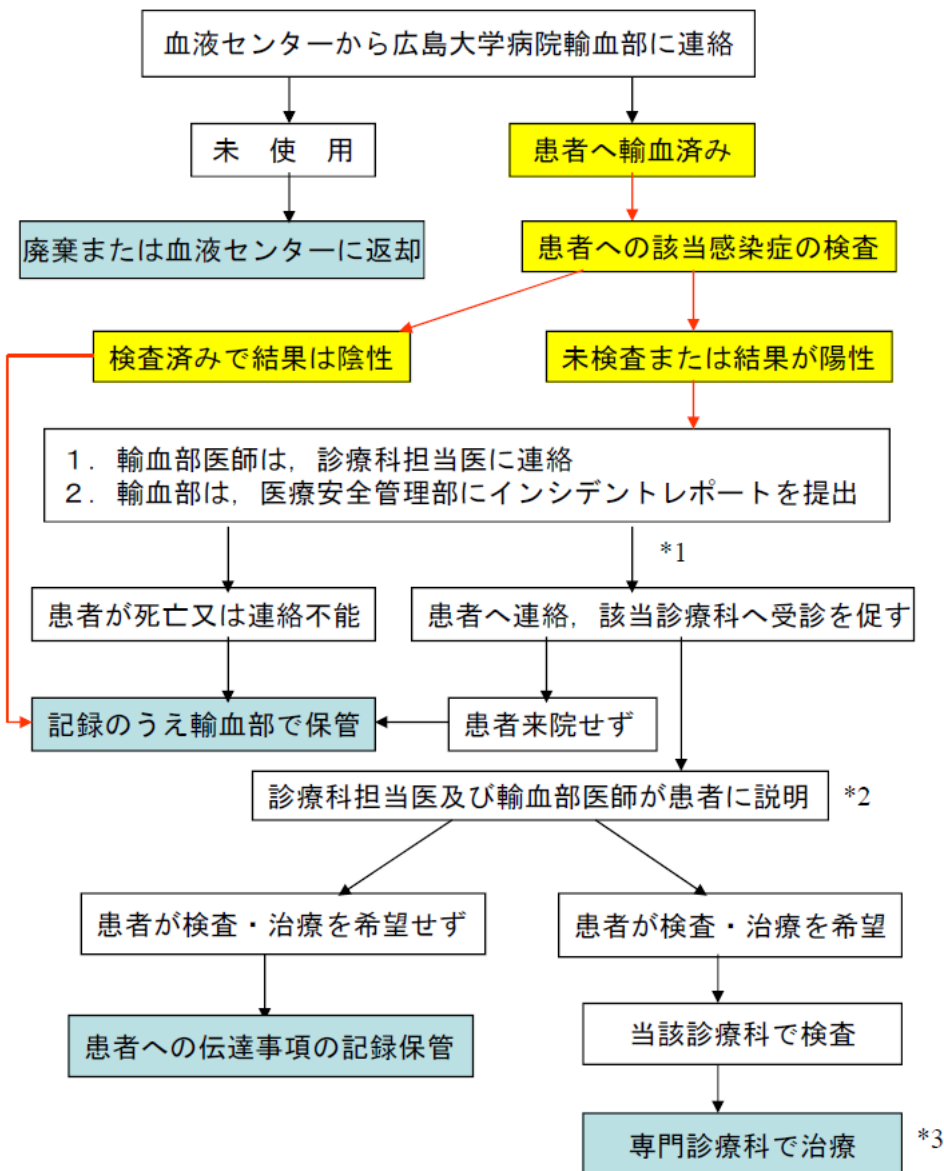 血液センターから広島大学病院輸血部に連絡
未　使　用
患者へ輸血済み
廃棄または血液センターに返却
患者への該当感染症の検査
検査済みで結果は陰性
未検査または結果が陽性
１．輸血部医師は，診療科担当医に連絡
２．輸血部は，医療安全管理部にインシデントレポートを提出
*1
患者が死亡又は連絡不能
患者へ連絡，該当診療科へ受診を促す
記録のうえ輸血部で保管
患者来院せず
診療科担当医及び輸血部医師が患者に説明
*2
患者が検査・治療を希望せず
患者が検査・治療を希望
患者への伝達事項の記録保管
当該診療科で検査
専門診療科で治療
*3